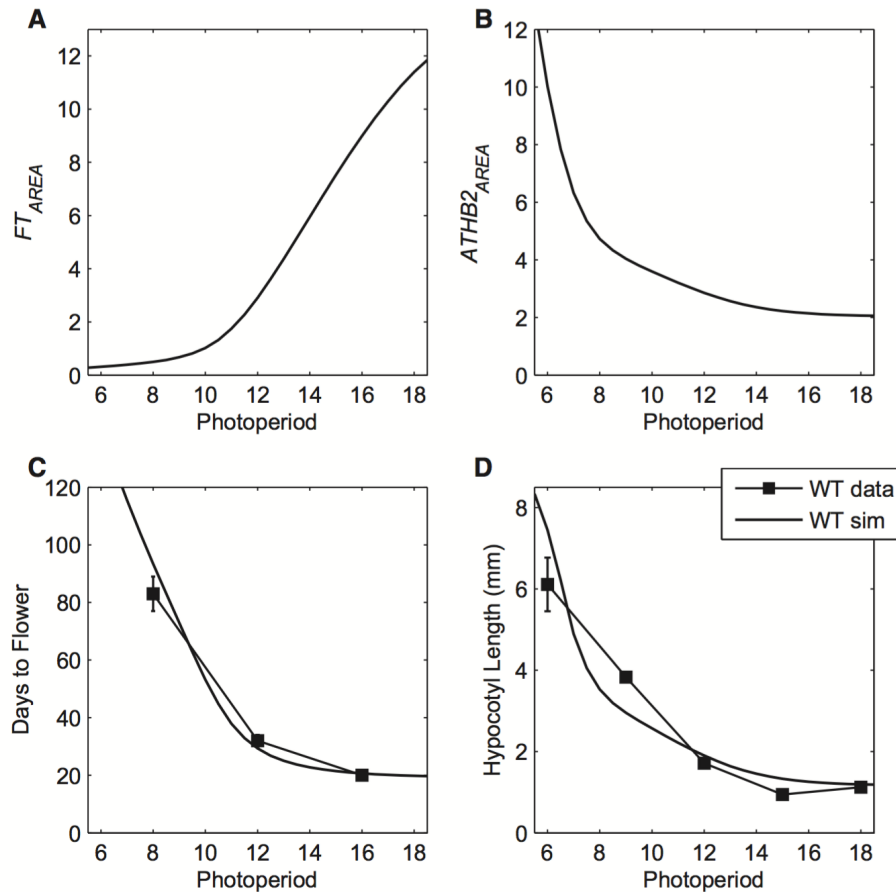 A
12
10
8
6
4
2
0
FT AREA
6 8 10 12 14 16 18
Photoperiod
B
12
10
8
6
4
2
0
ATHB2 AREA
6 8 10 12 14 16 18
Photoperiod
C
120
100
80
60
40
20
0
Days to Flower
6 8 10 12 14 16 18
Photoperiod
D
WT data
WT sim
8
6
4
2
0
Hypocotyl Length (mm)
6 8 10 12 14 16 18
Photoperiod